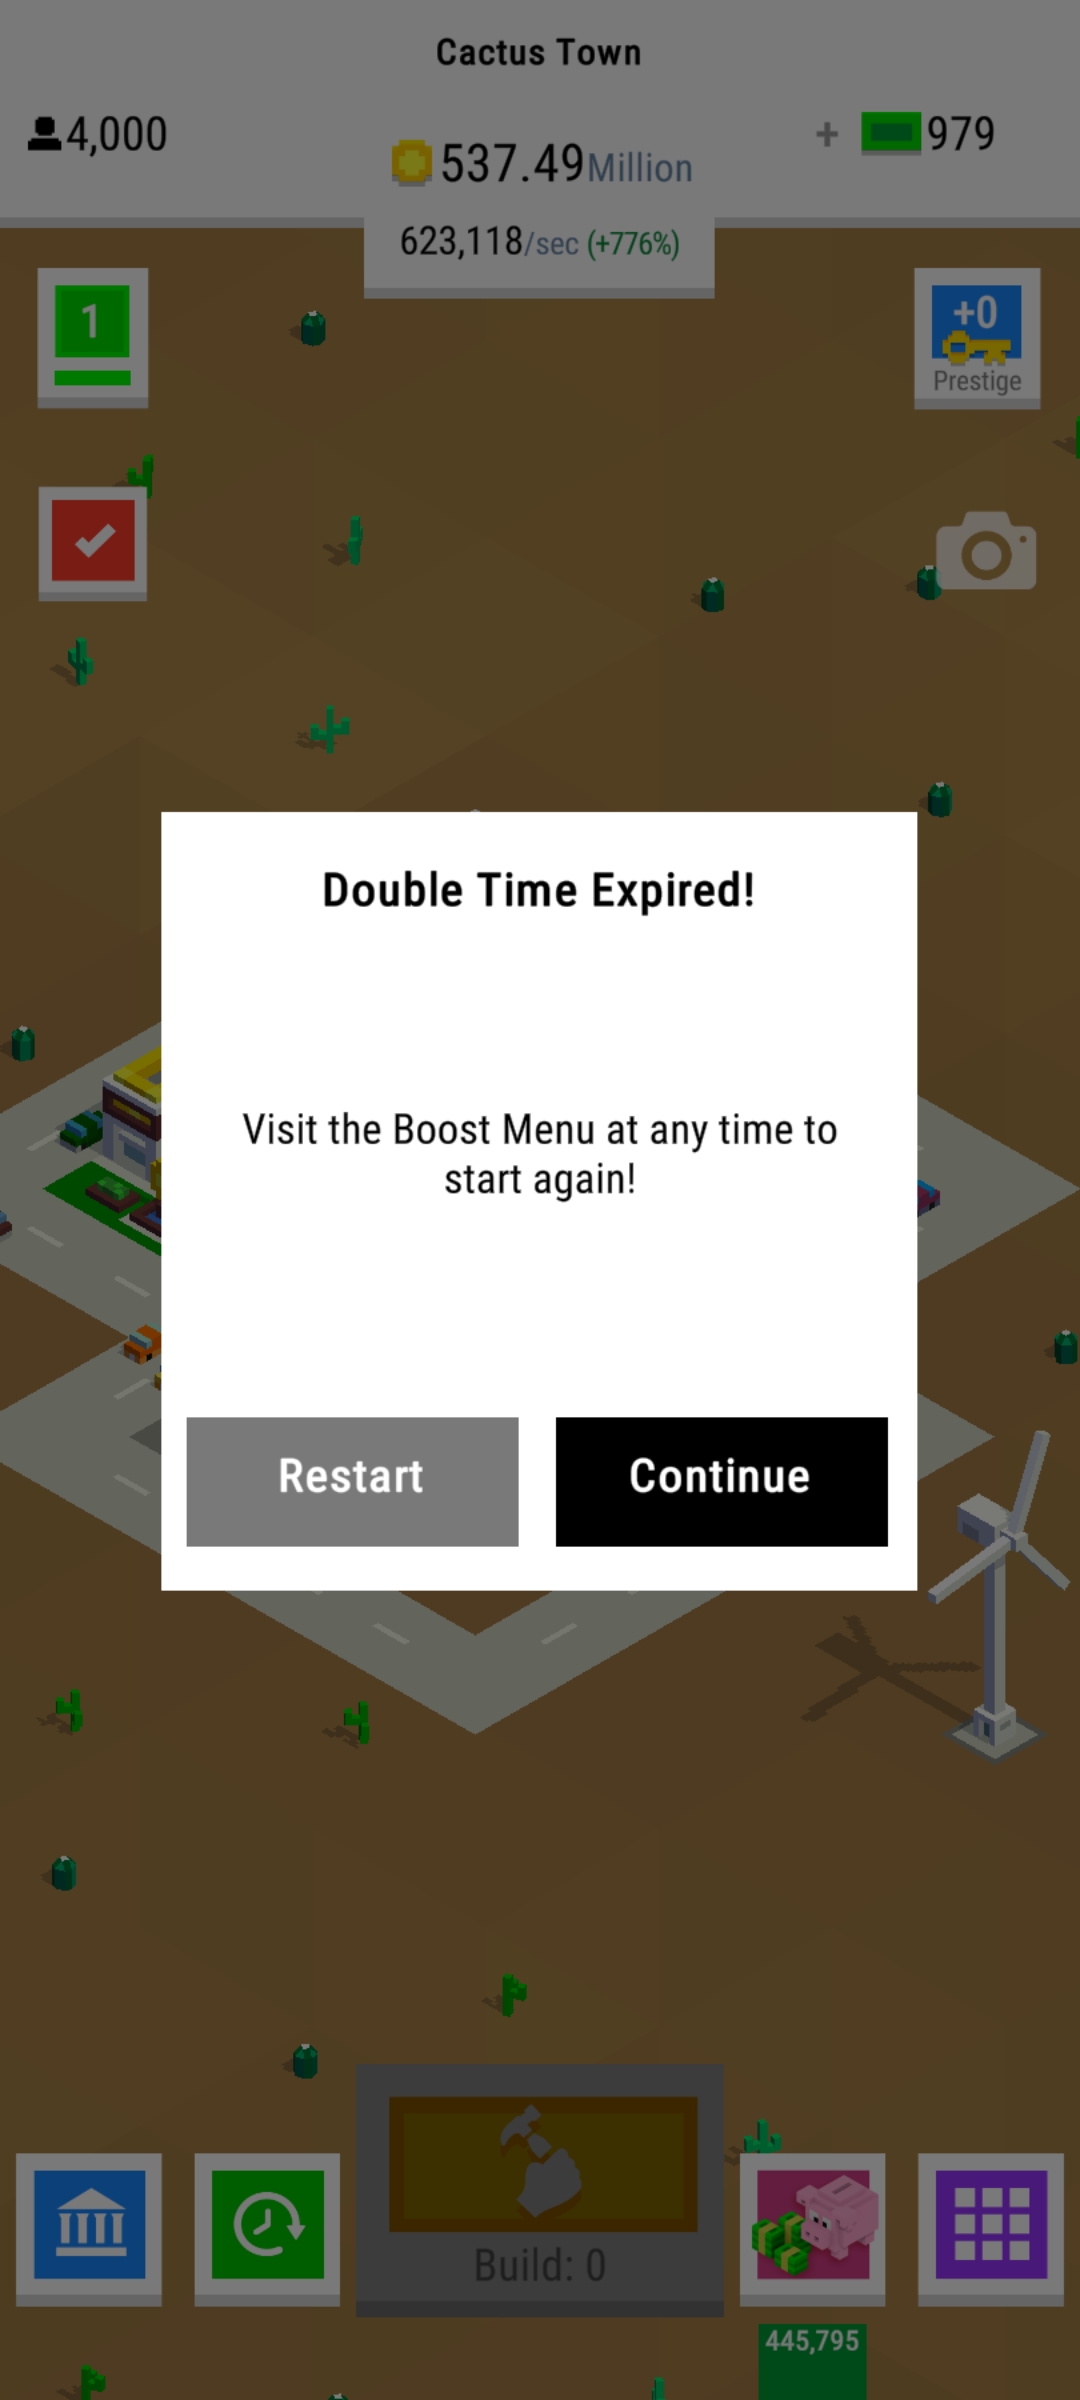 Cactus Town
4,000
537.49Million
+ 979
623,118/sec (+776%)
1
+0
Prestige
Double Time Expired!
Visit the Boost Menu at any time to
start again!
Restart
Continue
Build: 0
445,795